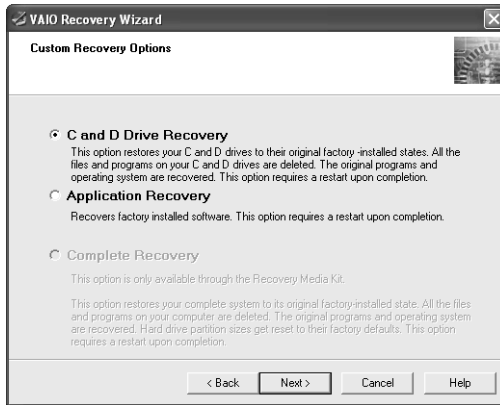 VAIO Recovery Wizard
Custom Recovery Options
C and D Drive Recovery
This option restores your C and D drives to their original factory -installed states. All the
files and programs on your C and D drives are deleted. The original programs and
operating system are recovered. This option requires a restart upon completion.
Application Recovery
Recovers factory installed software. This option requires a restart upon completion.
Complete Recovery
This option is only available through the Recovery Media Kit.
This option restores your complete system to its original factory-installed state. All the files
and programs on your computer are deleted. The original programs and operating system
are recovered. Hard drive partition sizes get reset to their factory defaults. This option
requires a restart upon completion.
< Back Next > Cancel Help